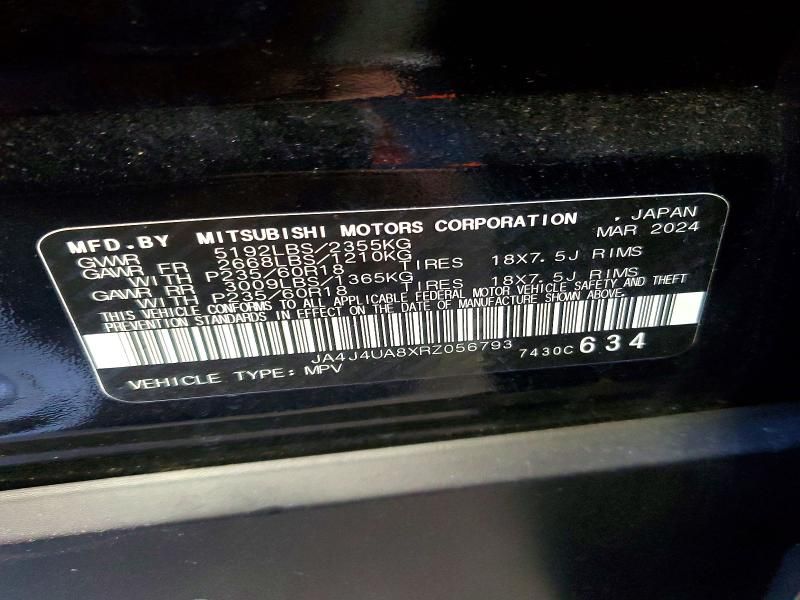 MFD.BY MITSUBISHI MOTORS CORPORATION . JAPAN
MAR 2024
GWWR 5192LBS/2355KG
GAWR FR 2668LBS/1210KG
WITH P235/60R18 TIRES 18X7.5J RIMS
GAWR RR 3009LBS/1365KG
WITH P235/60R18 TIRES 18X7.5J RIMS
THIS VEHICLE CONFORMS TO ALL APPLICABLE FEDERAL MOTOR VEHICLE SAFETY AND THEFT
PREVENTION STANDARDS IN EFFECT ON THE DATE OF MANUFACTURE SHOWN ABOVE.
JA4J4UA8XRZ056793 7430C 634
VEHICLE TYPE: MPV